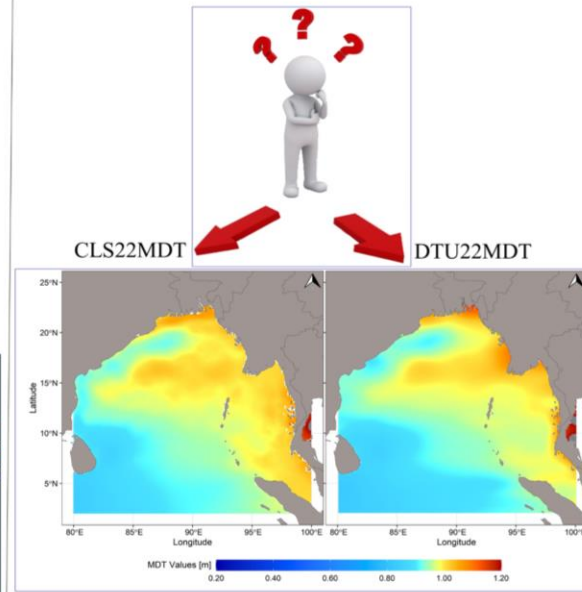 ? ? ?
CLS22MDT DTU22MDT
25°N
20°N
15°N
10°N
5°N
Latitude
80°E 85°E 90°E 95°E 100°E 85°E 90°E 95°E 100°E
Longitude Longitude
MDT Values [m]
0.20 0.40 0.60 0.80 1.00 1.20